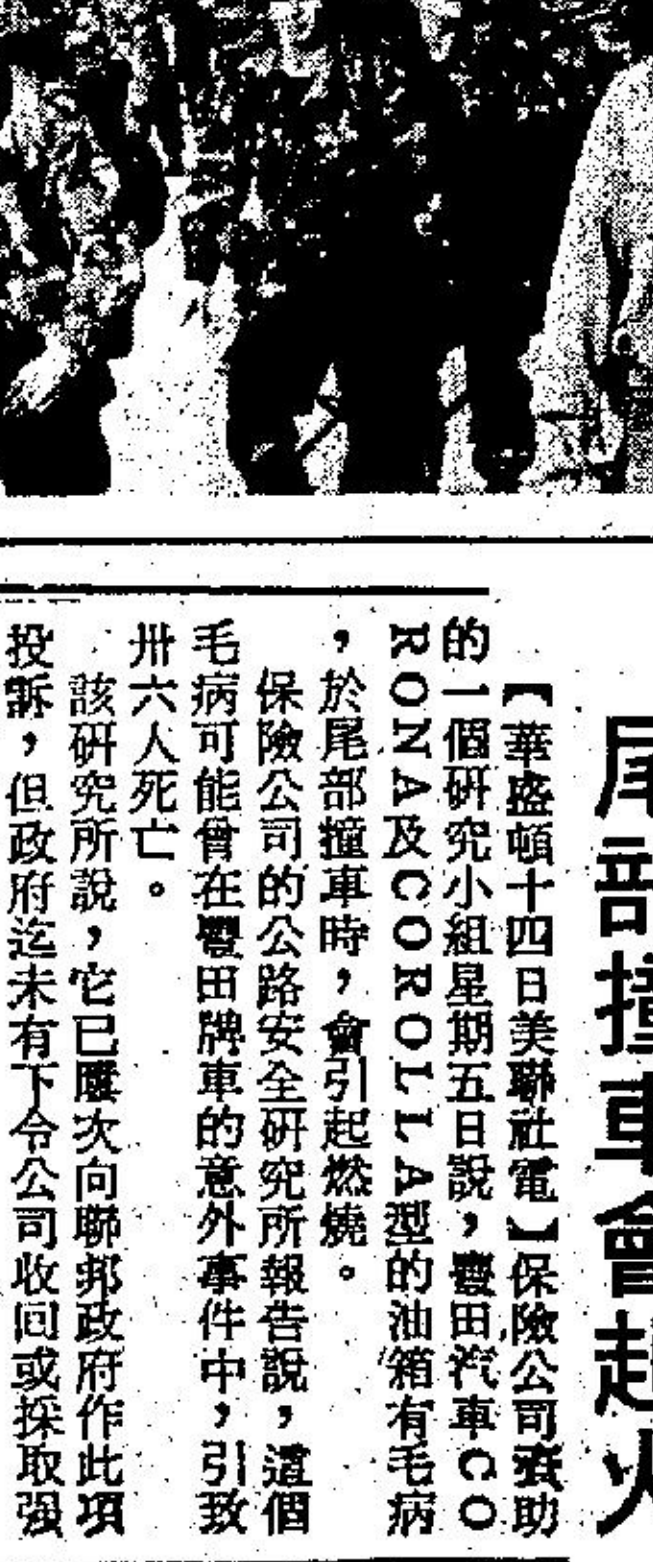 尾部撞車會起火
【華盛頓十四日美聯社電】保險公司資助
的一個研究小組星期五日說，豐田汽車CO
RONA及COROLLA型的油箱有毛病
，於尾部撞車時，會引起燃燒。
保險公司的公路安全研究所報告說，這個
毛病可能曾在豐田牌車的意外事件中，引致
卅六人死亡。
該研究所說，它已屢次向聯邦政府作此項
投訴，但政府迄未有下令公司收回或採取强